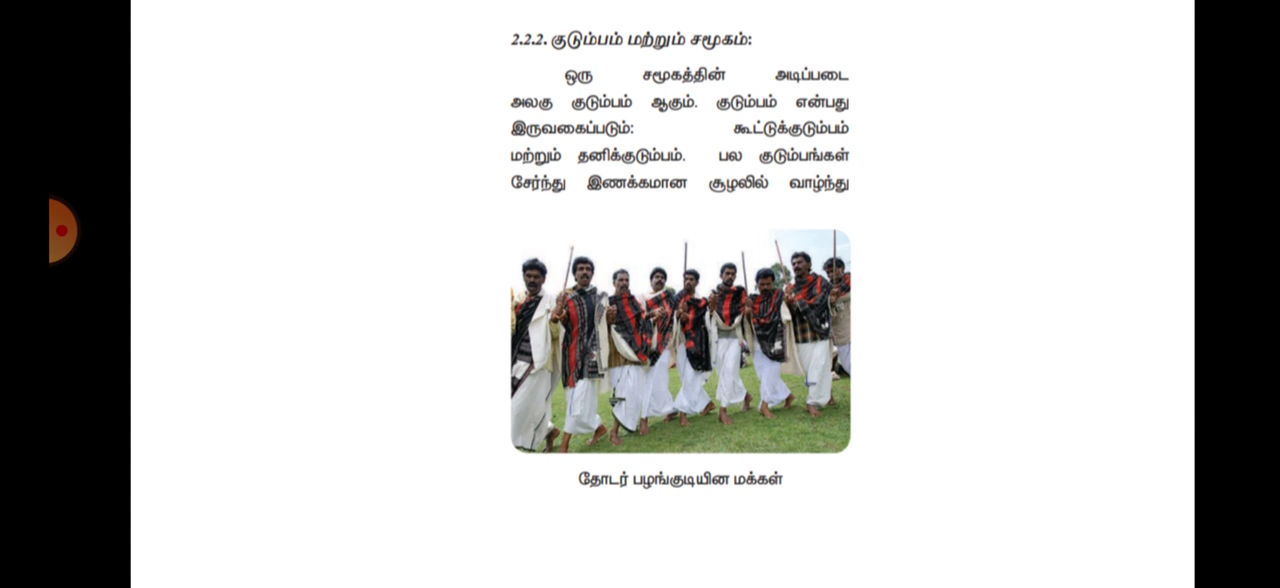 2.2.2. குடும்பம் மற்றும் சமூகம்:
ஒரு சமூகத்தின் அடிப்படை
அலகு குடும்பம் ஆகும். குடும்பம் என்பது
இருவகைப்படும்: கூட்டுக்குடும்பம்
மற்றும் தனிக்குடும்பம். பல குடும்பங்கள்
சேர்ந்து இணக்கமான சூழலில் வாழ்ந்து
தோடர் பழங்குடியின மக்கள்